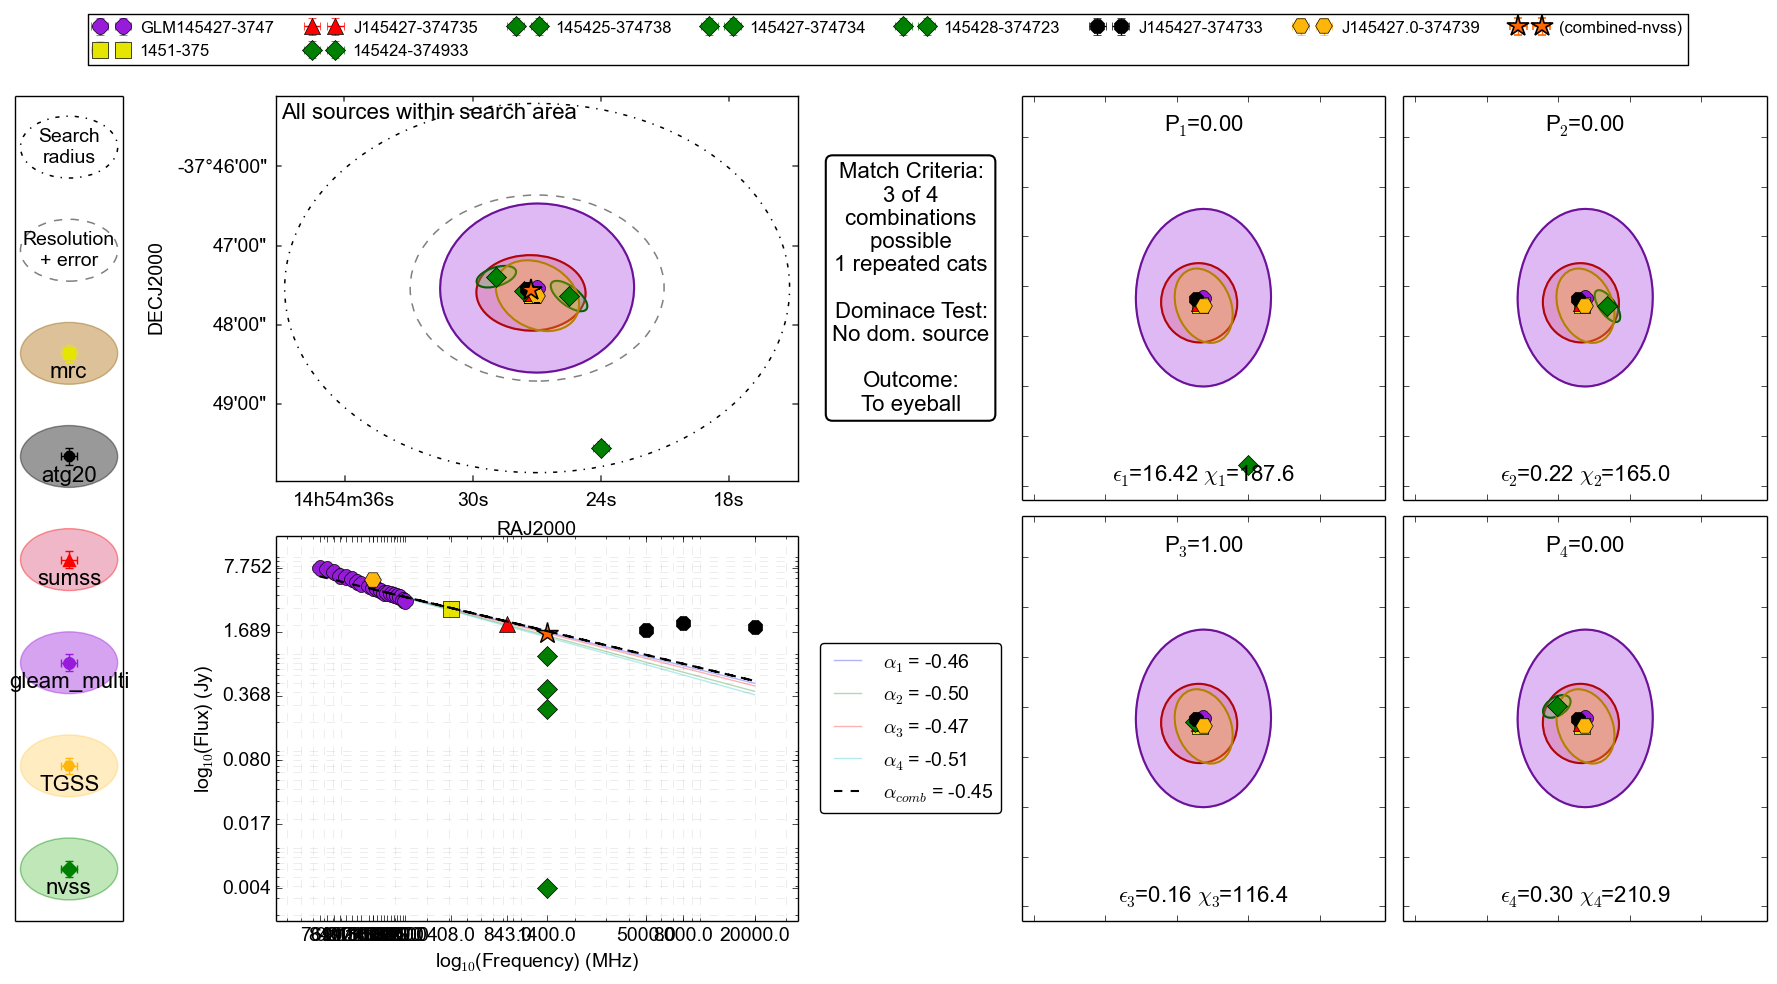 GLM145427-3747 J145427-374735 145425-374738 145427-374734 145428-374723 J145427-374733 J145427.0-374739 (combined-nvss)
1451-375 145424-374933
Search
radius
Resolution
+ error
mrc
atg20
sumss
gleam_multi
TGSS
nvss
All sources within search area
DECJ2000
-37°46'00"
47'00"
48'00"
49'00"
14h54m36s 30s 24s 18s
RAJ2000
Match Criteria:
3 of 4
combinations
possible
1 repeated cats
Dominace Test:
No dom. source
Outcome:
To eyeball
P1=0.00
ϵ1=16.42 χ1=187.6
P2=0.00
ϵ2=0.22 χ2=165.0
P3=1.00
ϵ3=0.16 χ3=116.4
P4=0.00
ϵ4=0.30 χ4=210.9
log10(Flux) (Jy)
7.752
1.689
0.368
0.080
0.017
0.004
408.0 843.0 1400.0 5000.0 8000.0 20000.0
log10(Frequency) (MHz)
α1 = -0.46
α2 = -0.50
α3 = -0.47
α4 = -0.51
αcomb = -0.45